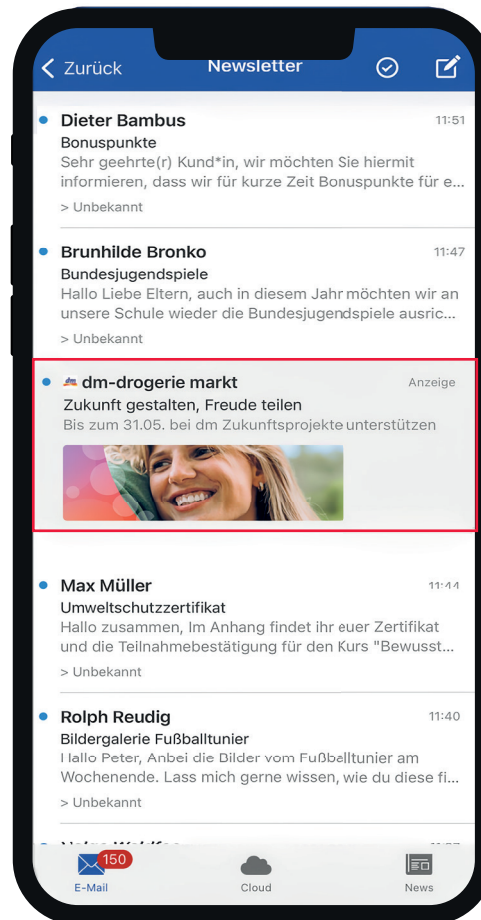 Zurück
Newsletter
Dieter Bambus 11:51
Bonuspunkte
Sehr geehrte(r) Kund*in, wir möchten Sie hiermit
informieren, dass wir für kurze Zeit Bonuspunkte für e...
> Unbekannt
Brunhilde Bronko 11:47
Bundesjugendspiele
Hallo Liebe Eltern, auch in diesem Jahr möchten wir an
unsere Schule wieder die Bundesjugendspiele ausric...
> Unbekannt
dm dm-drogerie markt Anzeige
Zukunft gestalten, Freude teilen
Bis zum 31.05. bei dm Zukunftsprojekte unterstützen
Max Müller 11:44
Umweltschutzzertifikat
Hallo zusammen, Im Anhang findet ihr euer Zertifikat
und die Teilnahmebestätigung für den Kurs "Bewusst...
> Unbekannt
Rolph Reudig 11:40
Bildergalerie Fußballtunier
Hallo Peter, Anbei die Bilder vom Fußballtunier am
Wochenende. Lass mich gerne wissen, wie du diese fi...
> Unbekannt
150
E-Mail
Cloud
News